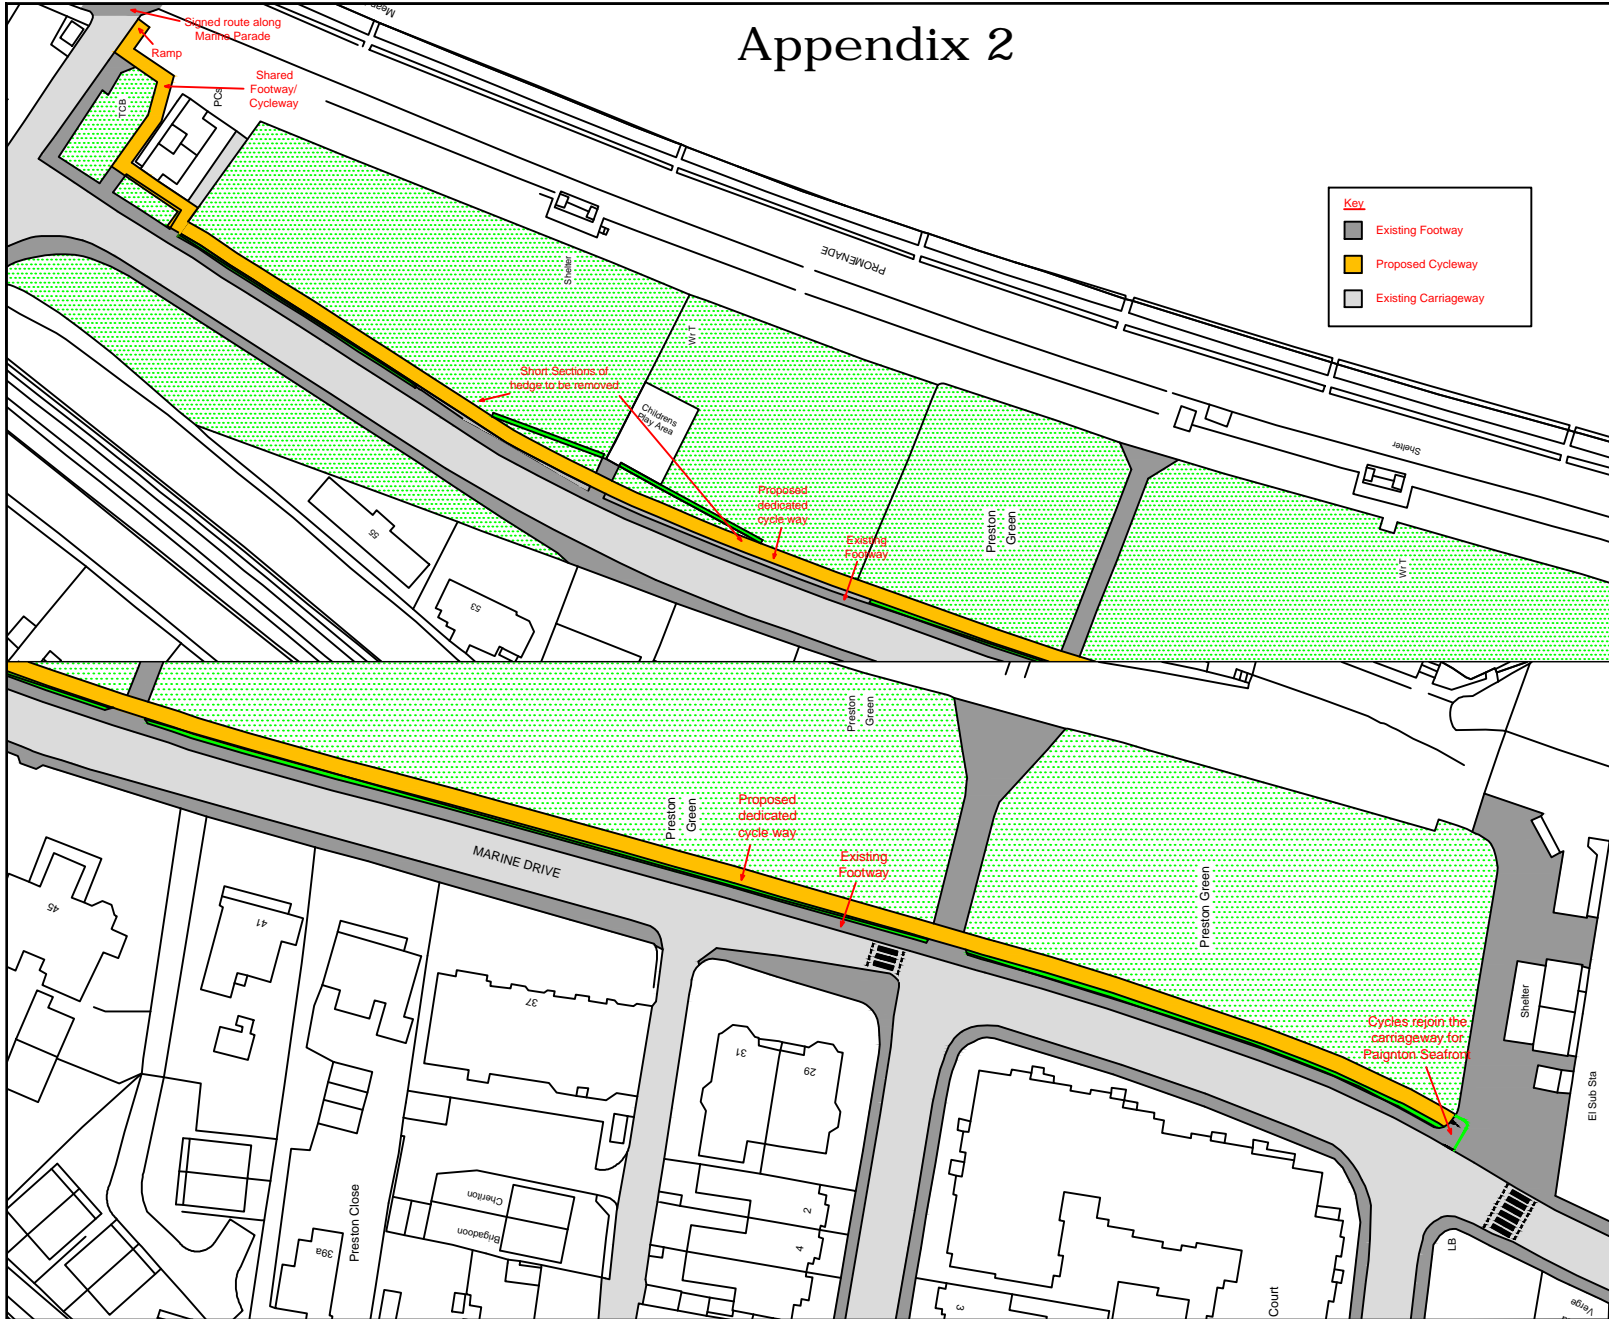 Appendix 2
Signed route along
Marine Parade
Ramp
Shared
Footway/
Cycleway
TCB
PCs
Shelter
PROMENADE
Wr T
Short Sections of
hedge to be removed
Childrens
Play Area
Proposed
dedicated
cycle way
Existing
Footway
Preston
Green
Shelter
Wr T
55
53
Key
Existing Footway
Proposed Cycleway
Existing Carriageway
Preston
Green
Preston
Green
Proposed
dedicated
cycle way
Existing
Footway
MARINE DRIVE
Preston Green
Cycles rejoin the
carriageway for
Paignton Seafront
Shelter
El Sub Sta
45
41
37
31
29
Cheriton
Brigadoon
Preston Close
39a
2
4
3
Court
LB
Verge